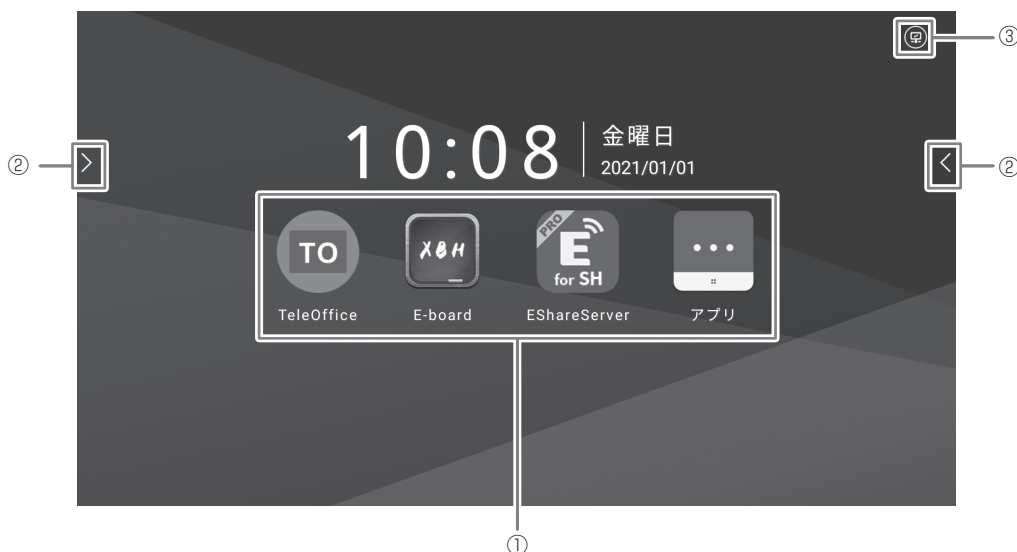 ③
10:08
金曜日
2021/01/01
②
②
TO
XBH
PRO
E
for SH
TeleOffice
E-board
EShareServer
アプリ
①